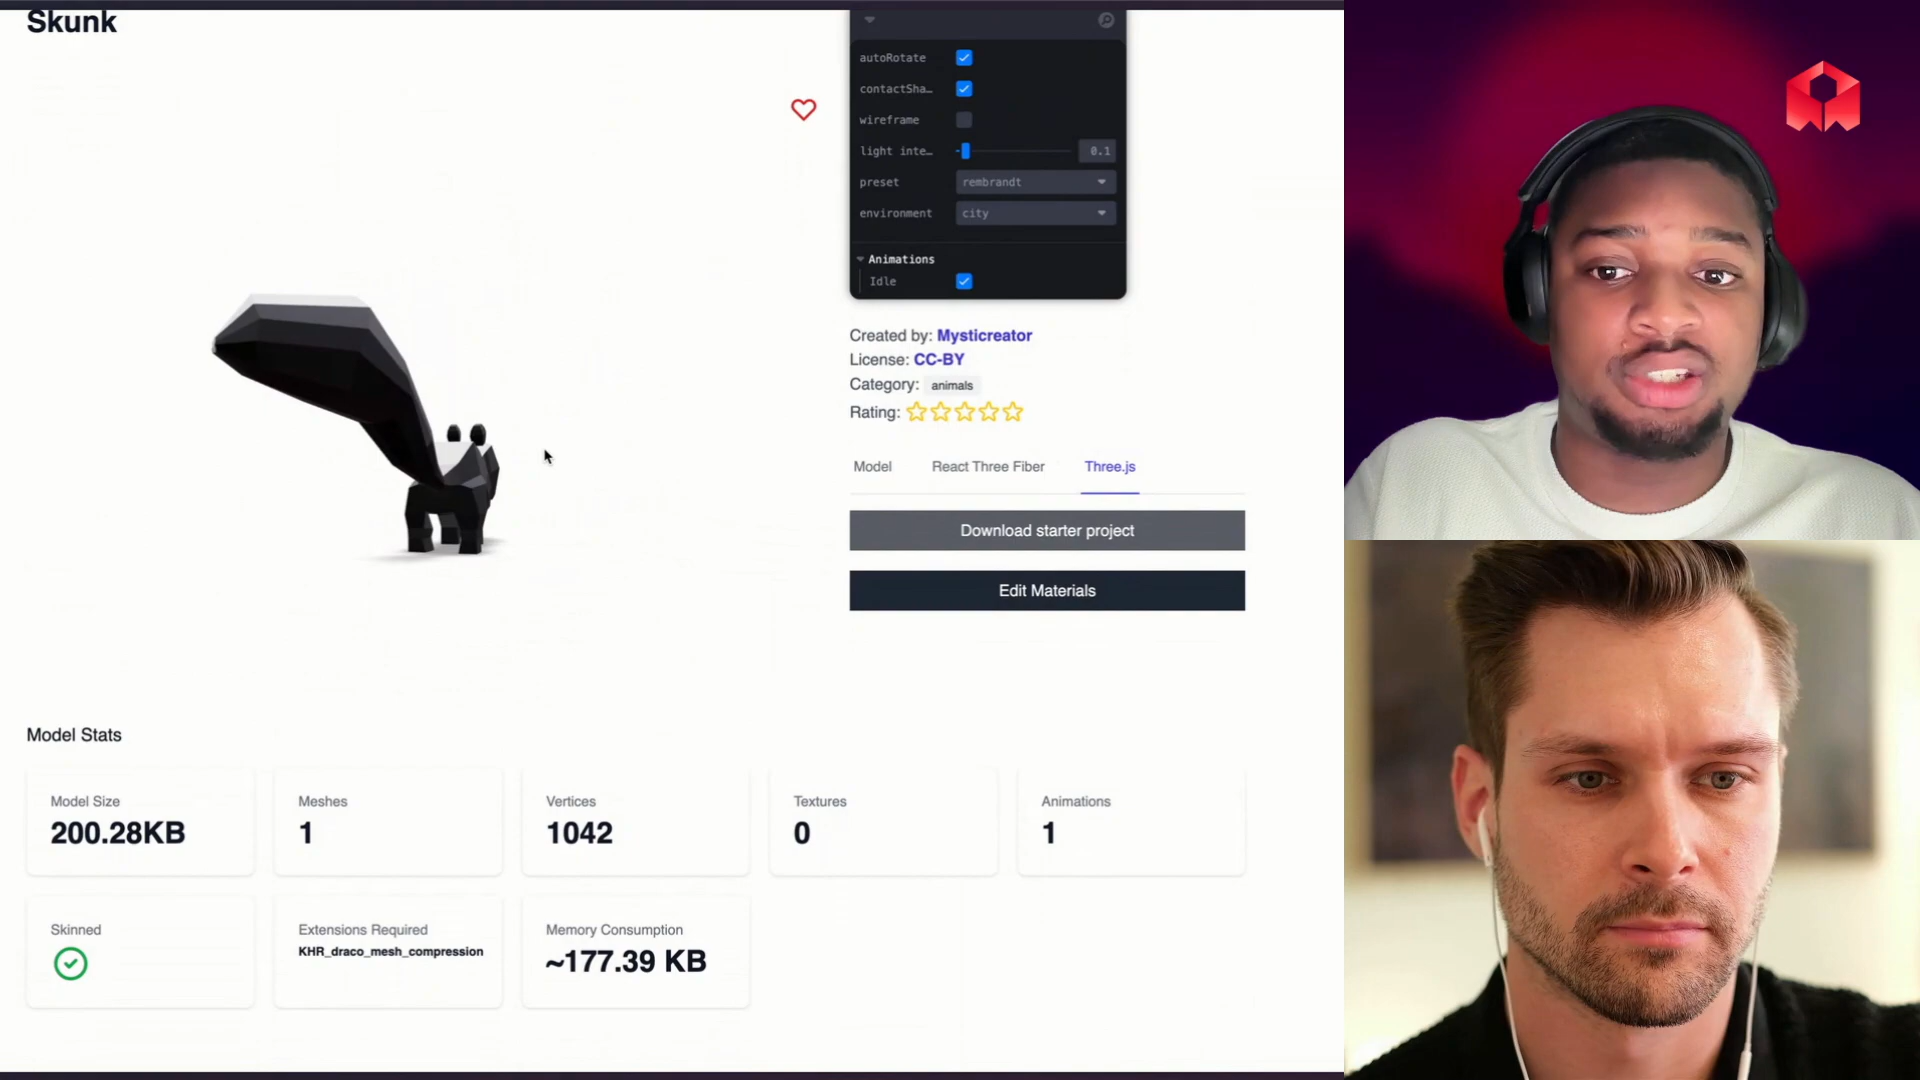 Skunk
autoRotate
contactSha…
wireframe
light inte…
0.1
preset
rembrandt
environment
city
Animations
Idle
Created by: Mysticreator
License: CC-BY
Category: animals
Rating:
Model
React Three Fiber
Three.js
Download starter project
Edit Materials
Model Stats
Model Size
200.28KB
Meshes
1
Vertices
1042
Textures
0
Animations
1
Skinned
Extensions Required
KHR_draco_mesh_compression
Memory Consumption
~177.39 KB